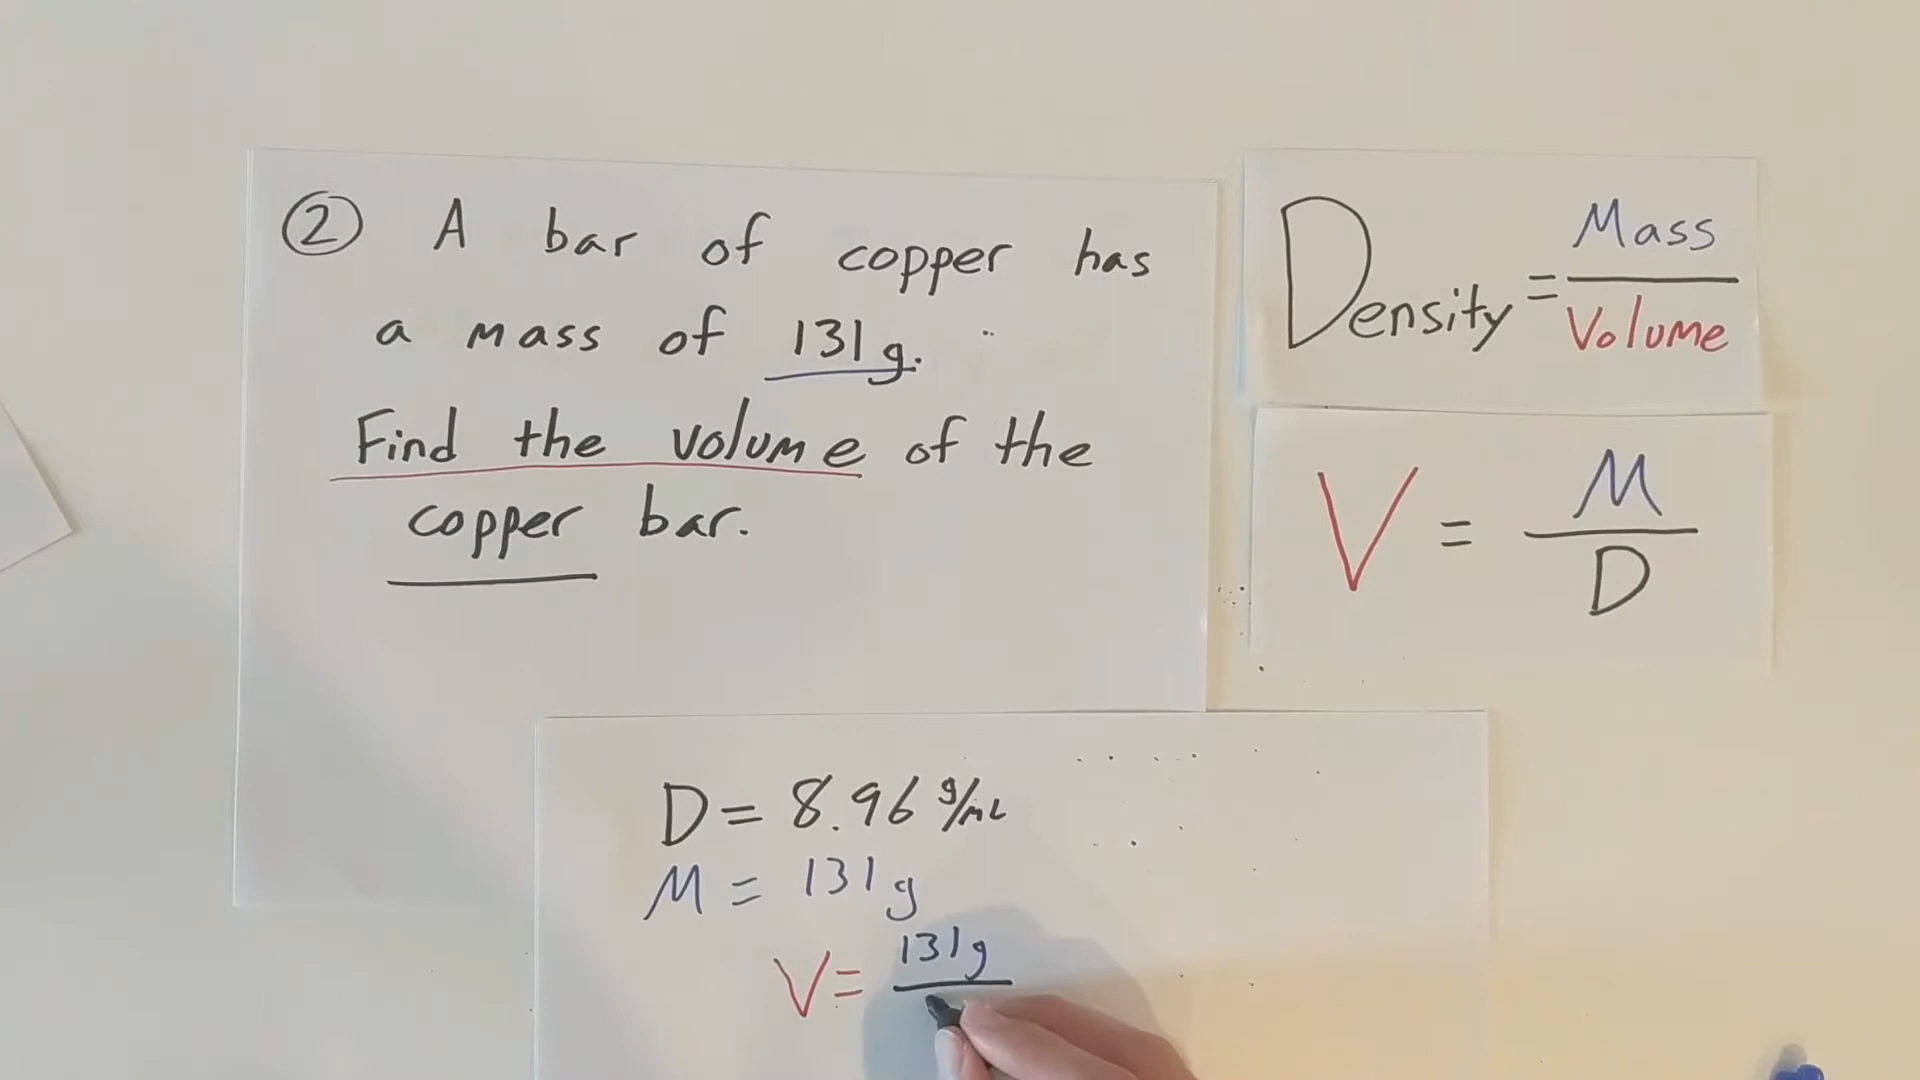 ② A bar of copper has
a mass of 131g.
Find the volume of the
copper bar.
Density = Mass
Volume
V = M
D
D = 8.96 g/mL
M = 131g
V = 131g